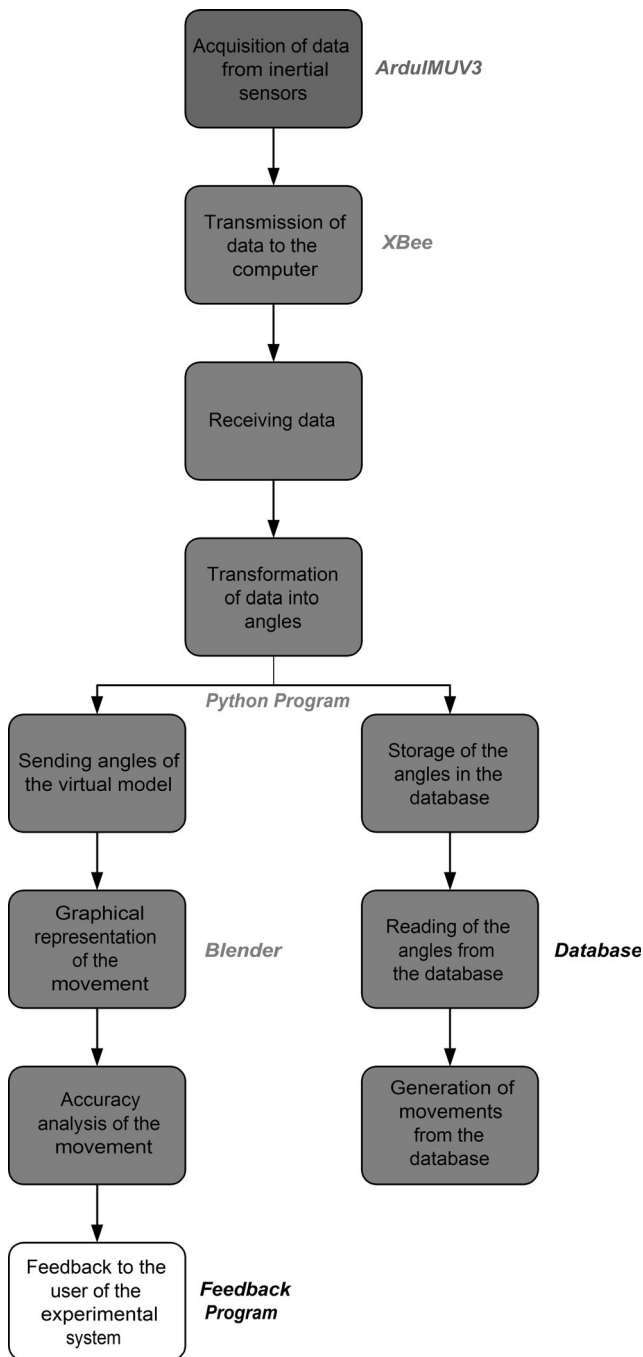 Acquisition of data
from inertial
sensors
ArduIMUV3
Transmission of
data to the
computer
XBee
Receiving data
Transformation
of data into
angles
Python Program
Sending angles of
the virtual model
Storage of the
angles in the
database
Graphical
representation
of the
movement
Blender
Reading of the
angles from
the database
Database
Accuracy
analysis of the
movement
Generation of
movements
from the
database
Feedback to the
user of the
experimental
system
Feedback
Program